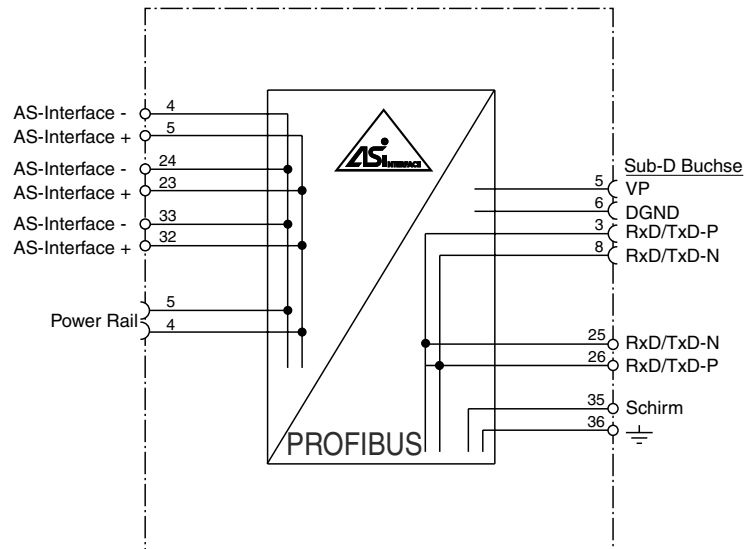 AS-Interface - 4
AS-Interface + 5
AS-Interface - 24
AS-Interface + 23
AS-Interface - 33
AS-Interface + 32
Power Rail 5
4
ASI INTERFACE
PROFIBUS
Sub-D Buchse
5 VP
6 DGND
3 RxD/TxD-P
8 RxD/TxD-N
25 RxD/TxD-N
26 RxD/TxD-P
35 Schirm
36